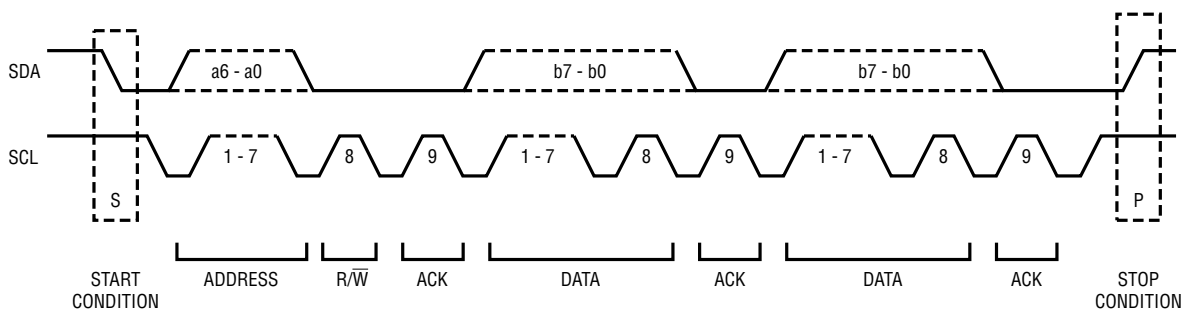 SDA
a6 - a0
b7 - b0
b7 - b0
SCL
1 - 7
8
9
1 - 7
8
9
1 - 7
8
9
S
P
START
CONDITION
ADDRESS
R/W̅
ACK
DATA
ACK
DATA
ACK
STOP
CONDITION